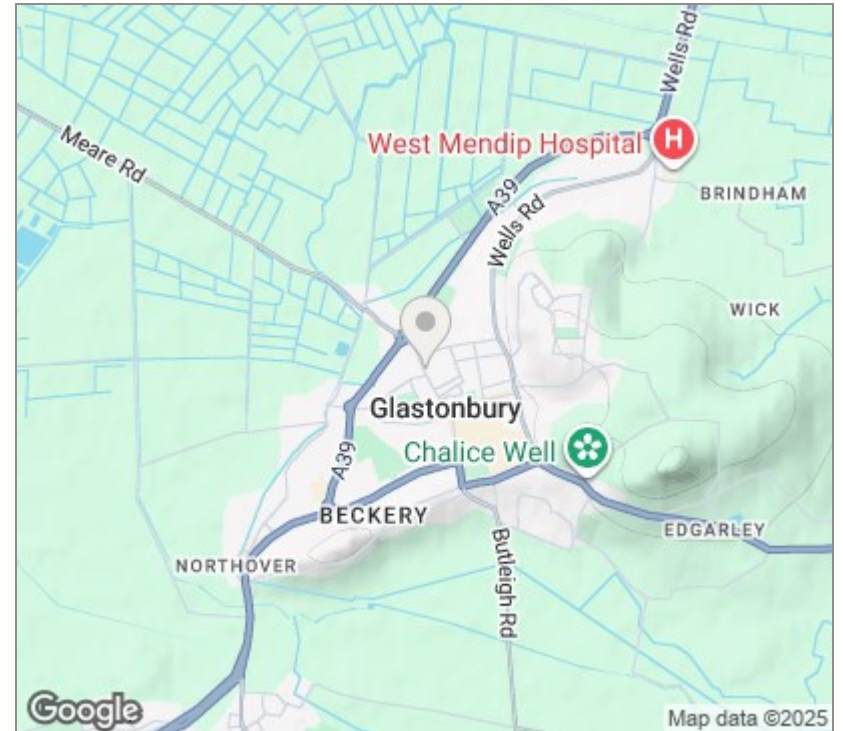 Wells Rd
Meare Rd
West Mendip Hospital
H
BRINDHAM
A39
Wells Rd
WICK
Glastonbury
Chalice Well
A39
BECKERY
EDGARLEY
NORTHOVER
Butleigh Rd
Google
Map data ©2025